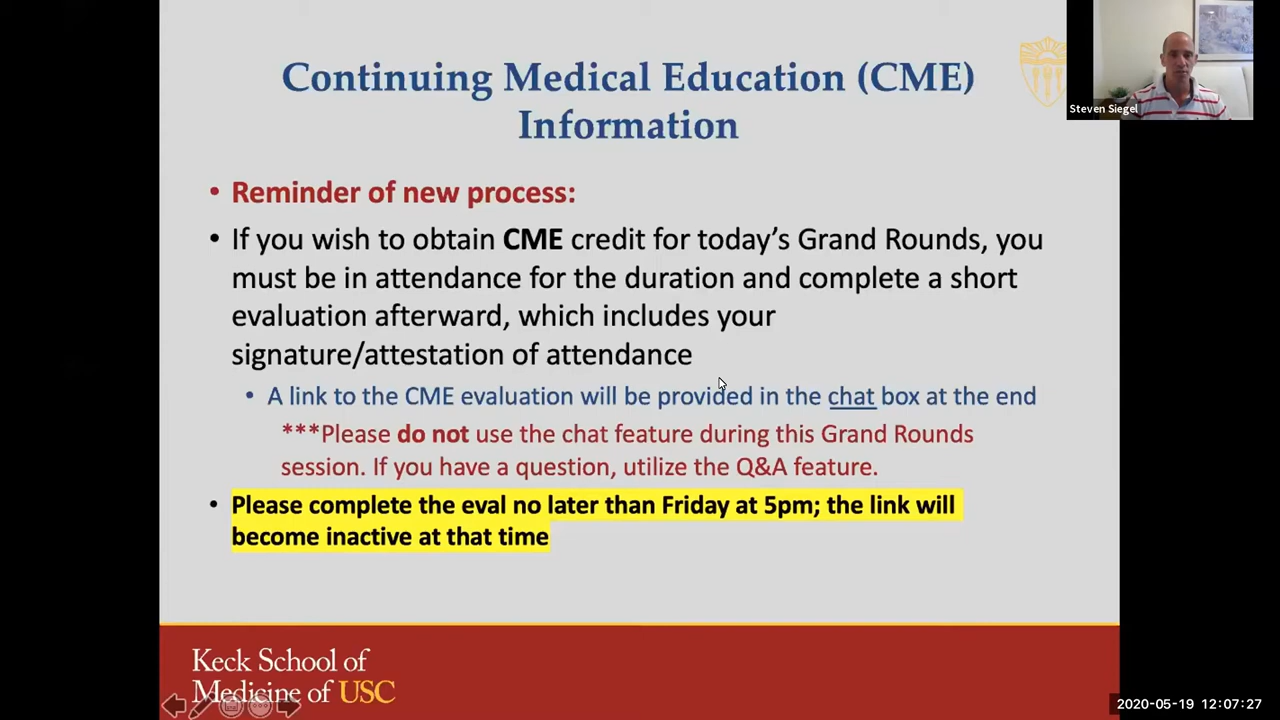 Continuing Medical Education (CME)
Information
Steven Siegel
• Reminder of new process:
• If you wish to obtain CME credit for today's Grand Rounds, you
must be in attendance for the duration and complete a short
evaluation afterward, which includes your
signature/attestation of attendance
• A link to the CME evaluation will be provided in the chat box at the end
***Please do not use the chat feature during this Grand Rounds
session. If you have a question, utilize the Q&A feature.
• Please complete the eval no later than Friday at 5pm; the link will
become inactive at that time
Keck School of
Medicine of USC
2020-05-19 12:07:27